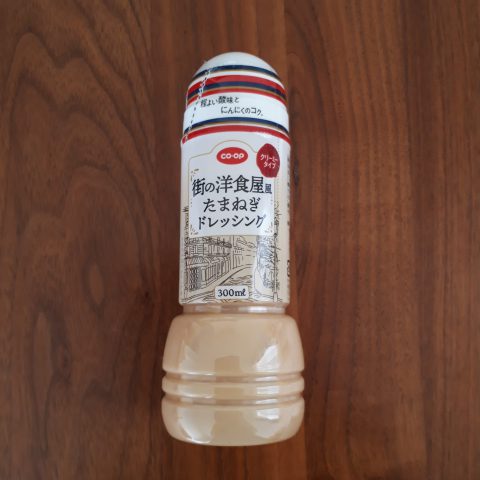 程よい酸味と
にんにくのコク。
CO・OP
クリーミー
タイプ
街の洋食屋風
たまねぎ
ドレッシング
300mℓ